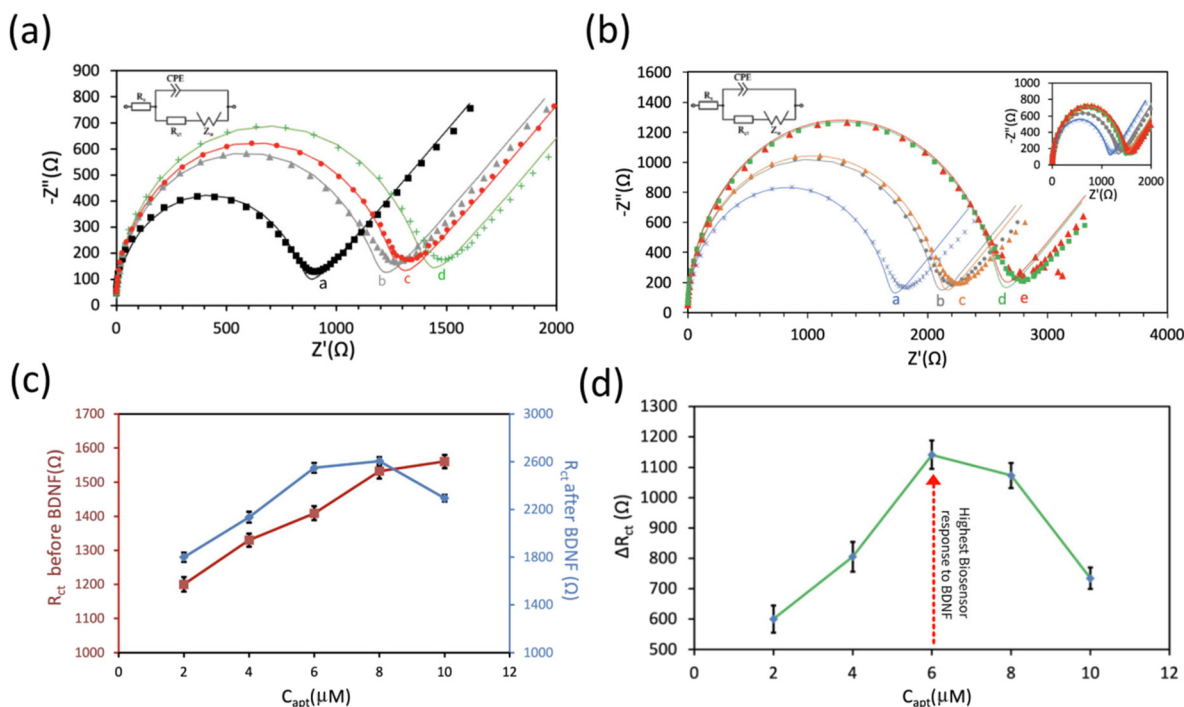 (a)
900
800
700
600
500
400
300
200
100
0
-Z″(Ω)
CPE
Rs
Rct
Zw
a
b
c
d
0
500
1000
1500
2000
Z'(Ω)
(b)
1600
1400
1200
1000
800
600
400
200
0
-Z″(Ω)
CPE
Rct
1000
800
600
400
200
0
-Z″(Ω)
0
1000
2000
Z'(Ω)
a
b
c
d
e
0
1000
2000
3000
4000
Z'(Ω)
(c)
1700
1600
1500
1400
1300
1200
1100
1000
Rct before BDNF(Ω)
3000
2600
2200
1800
1400
1000
Rct after BDNF (Ω)
0
2
4
6
8
10
12
Capt(μM)
(d)
1300
1200
1100
1000
900
800
700
600
500
ΔRct (Ω)
Highest Biosensor
response to BDNF
0
2
4
6
8
10
12
Capt(μM)